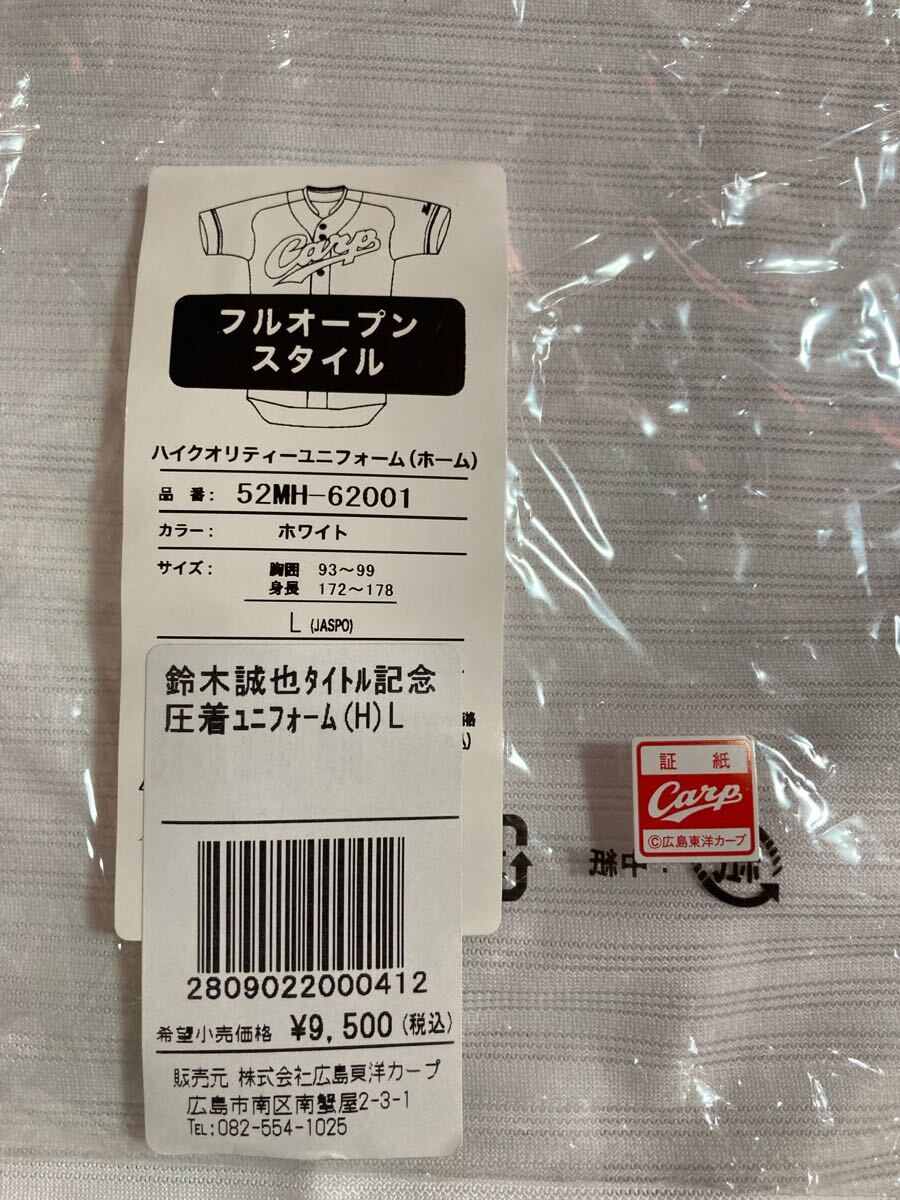 Carp
フルオープン
スタイル
ハイクオリティーユニフォーム(ホーム)
品 番: 52MH-62001
カラー: ホワイト
サイズ: 胸囲 93〜99
身長 172〜178
L (JASPO)
鈴木誠也ﾀｲﾄﾙ記念
圧着ﾕﾆﾌｫｰﾑ(H)L
2809022000412
希望小売価格 ¥9,500(税込)
販売元 株式会社広島東洋カープ
広島市南区南蟹屋2-3-1
TEL:082-554-1025
証 紙
Carp
©広島東洋カープ